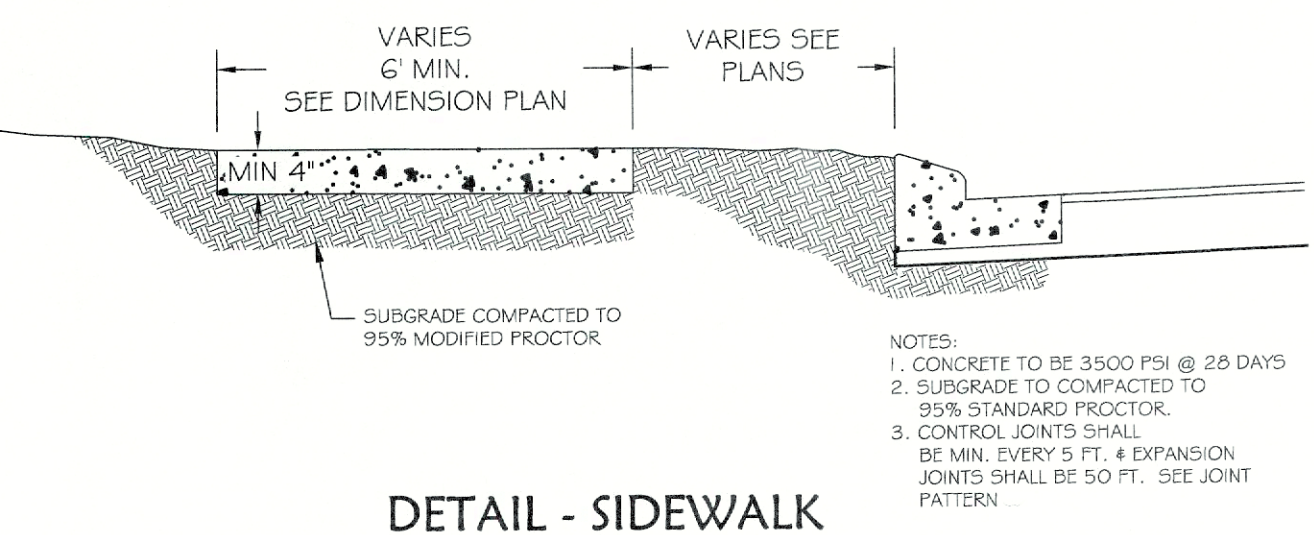 VARIES
6' MIN.
SEE DIMENSION PLAN
VARIES SEE
PLANS
MIN 4"
SUBGRADE COMPACTED TO
95% MODIFIED PROCTOR
NOTES:
1. CONCRETE TO BE 3500 PSI @ 28 DAYS
2. SUBGRADE TO COMPACTED TO
95% STANDARD PROCTOR.
3. CONTROL JOINTS SHALL
BE MIN. EVERY 5 FT. & EXPANSION
JOINTS SHALL BE 50 FT. SEE JOINT
PATTERN
DETAIL - SIDEWALK